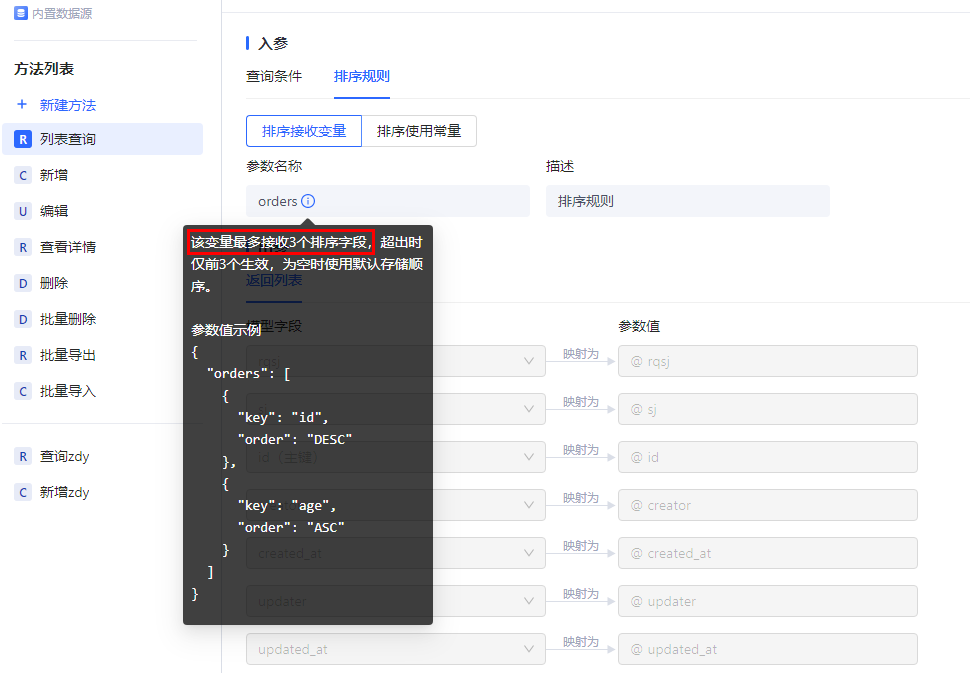 内置数据源
方法列表
+ 新建方法
R 列表查询
C 新增
U 编辑
R 查看详情
D 删除
D 批量删除
R 批量导出
C 批量导入
R 查询zdy
C 新增zdy
入参
查询条件 排序规则
排序接收变量 排序使用常量
参数名称 描述
orders 排序规则
该变量最多接收3个排序字段，超出时
仅前3个生效，为空时使用默认存储顺
序。
返回列表
参数值示例
{
"orders": [
{
"key": "id",
"order": "DESC"
},
{
"key": "age",
"order": "ASC"
}
]
}
型字段 参数值
rqsj 映射为 @ rqsj
sj 映射为 @ sj
id（主键） 映射为 @ id
映射为 @ creator
created_at 映射为 @ created_at
updater 映射为 @ updater
updated_at 映射为 @ updated_at